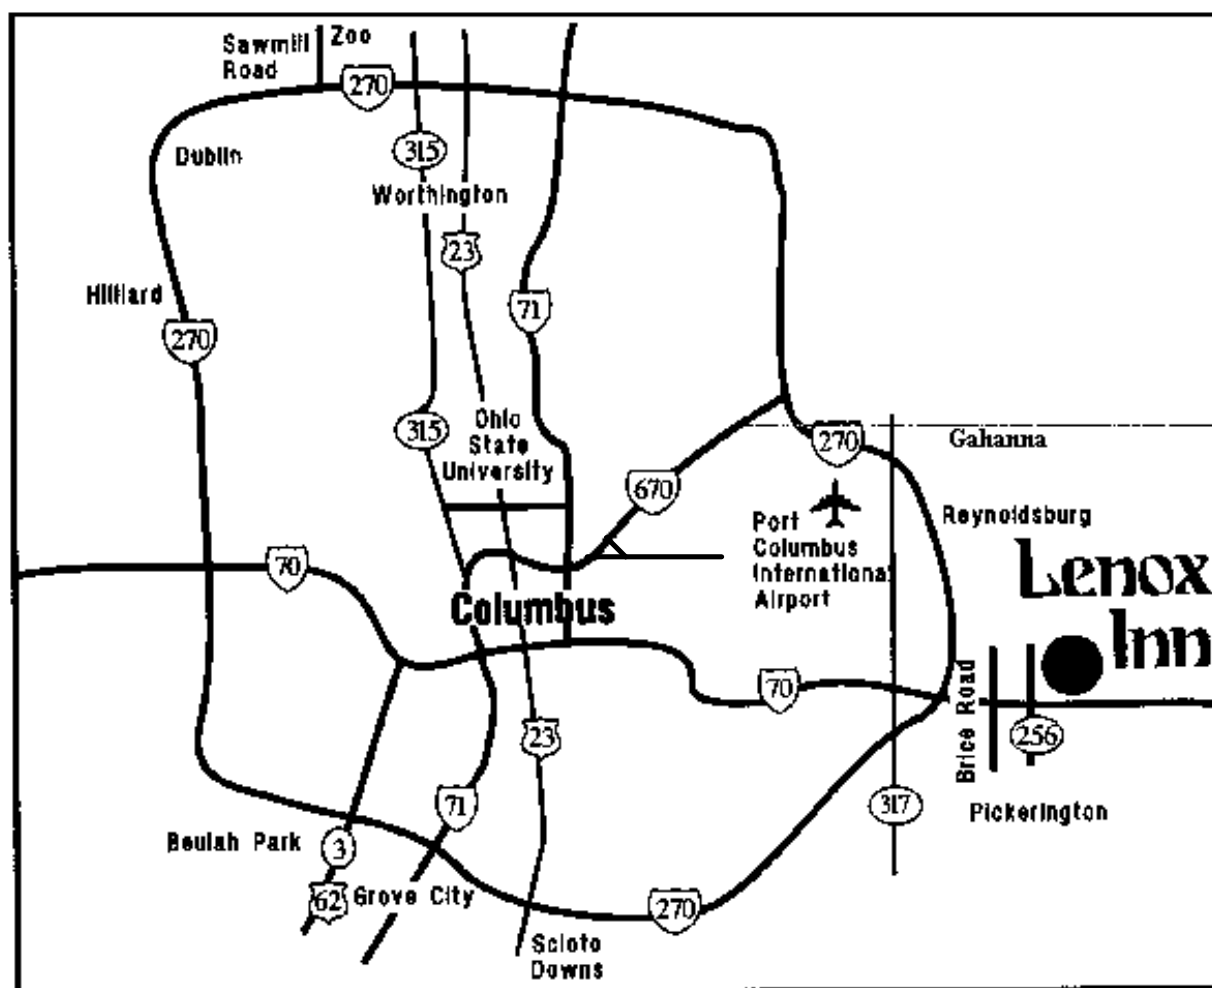 Sawmill
Road
Zoo
270
Dublin
315
Worthington
23
Hilliard
270
71
315
Ohio
State
University
270
Gahanna
670
Port
Columbus
International
Airport
Reynoldsburg
Lenox
Inn
70
Columbus
70
Brice Road
256
23
71
317
Pickerington
Beulah Park
3
62
Grove City
270
Scioto
Downs